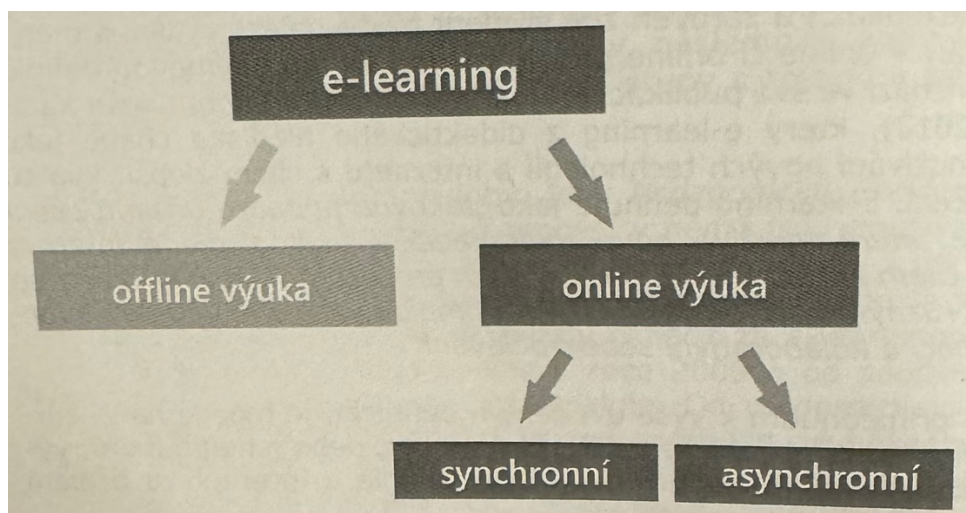 e-learning
offline výuka
online výuka
synchronní
asynchronní